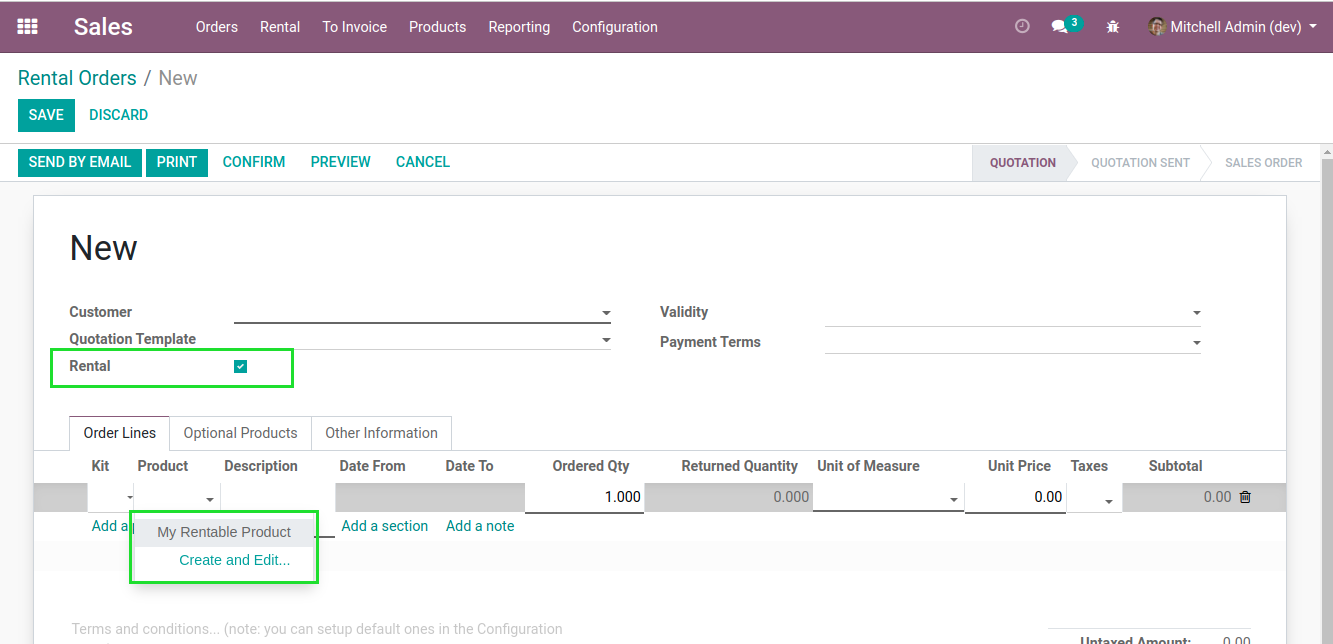 Sales Orders Rental To Invoice Products Reporting Configuration 3 Mitchell Admin (dev)
Rental Orders / New
SAVE DISCARD
SEND BY EMAIL PRINT CONFIRM PREVIEW CANCEL QUOTATION QUOTATION SENT SALES ORDER
New
Customer Validity
Quotation Template Payment Terms
Rental
Order Lines Optional Products Other Information
Kit Product Description Date From Date To Ordered Qty Returned Quantity Unit of Measure Unit Price Taxes Subtotal
1.000 0.000 0.00 0.00
Add a Add a section Add a note
My Rentable Product
Create and Edit...
Terms and conditions... (note: you can setup default ones in the Configuration
Untaxed Amount: 0.00